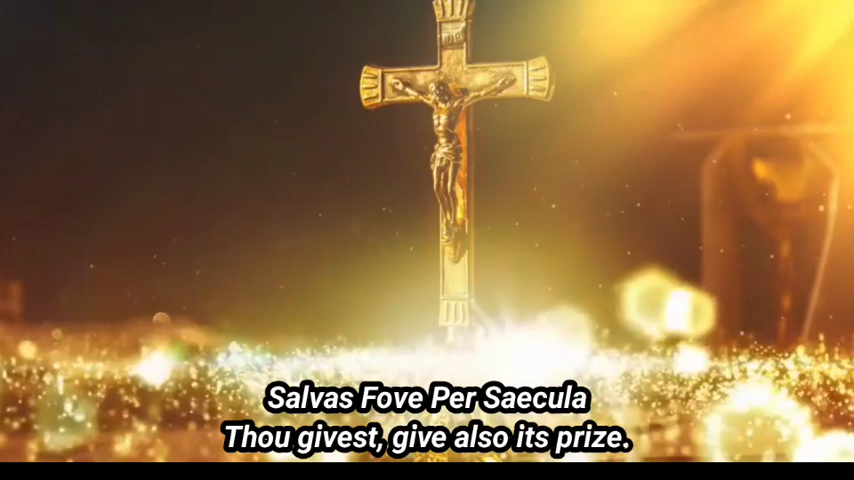 Salvas Fove Per Saecula
Thou givest, give also its prize.